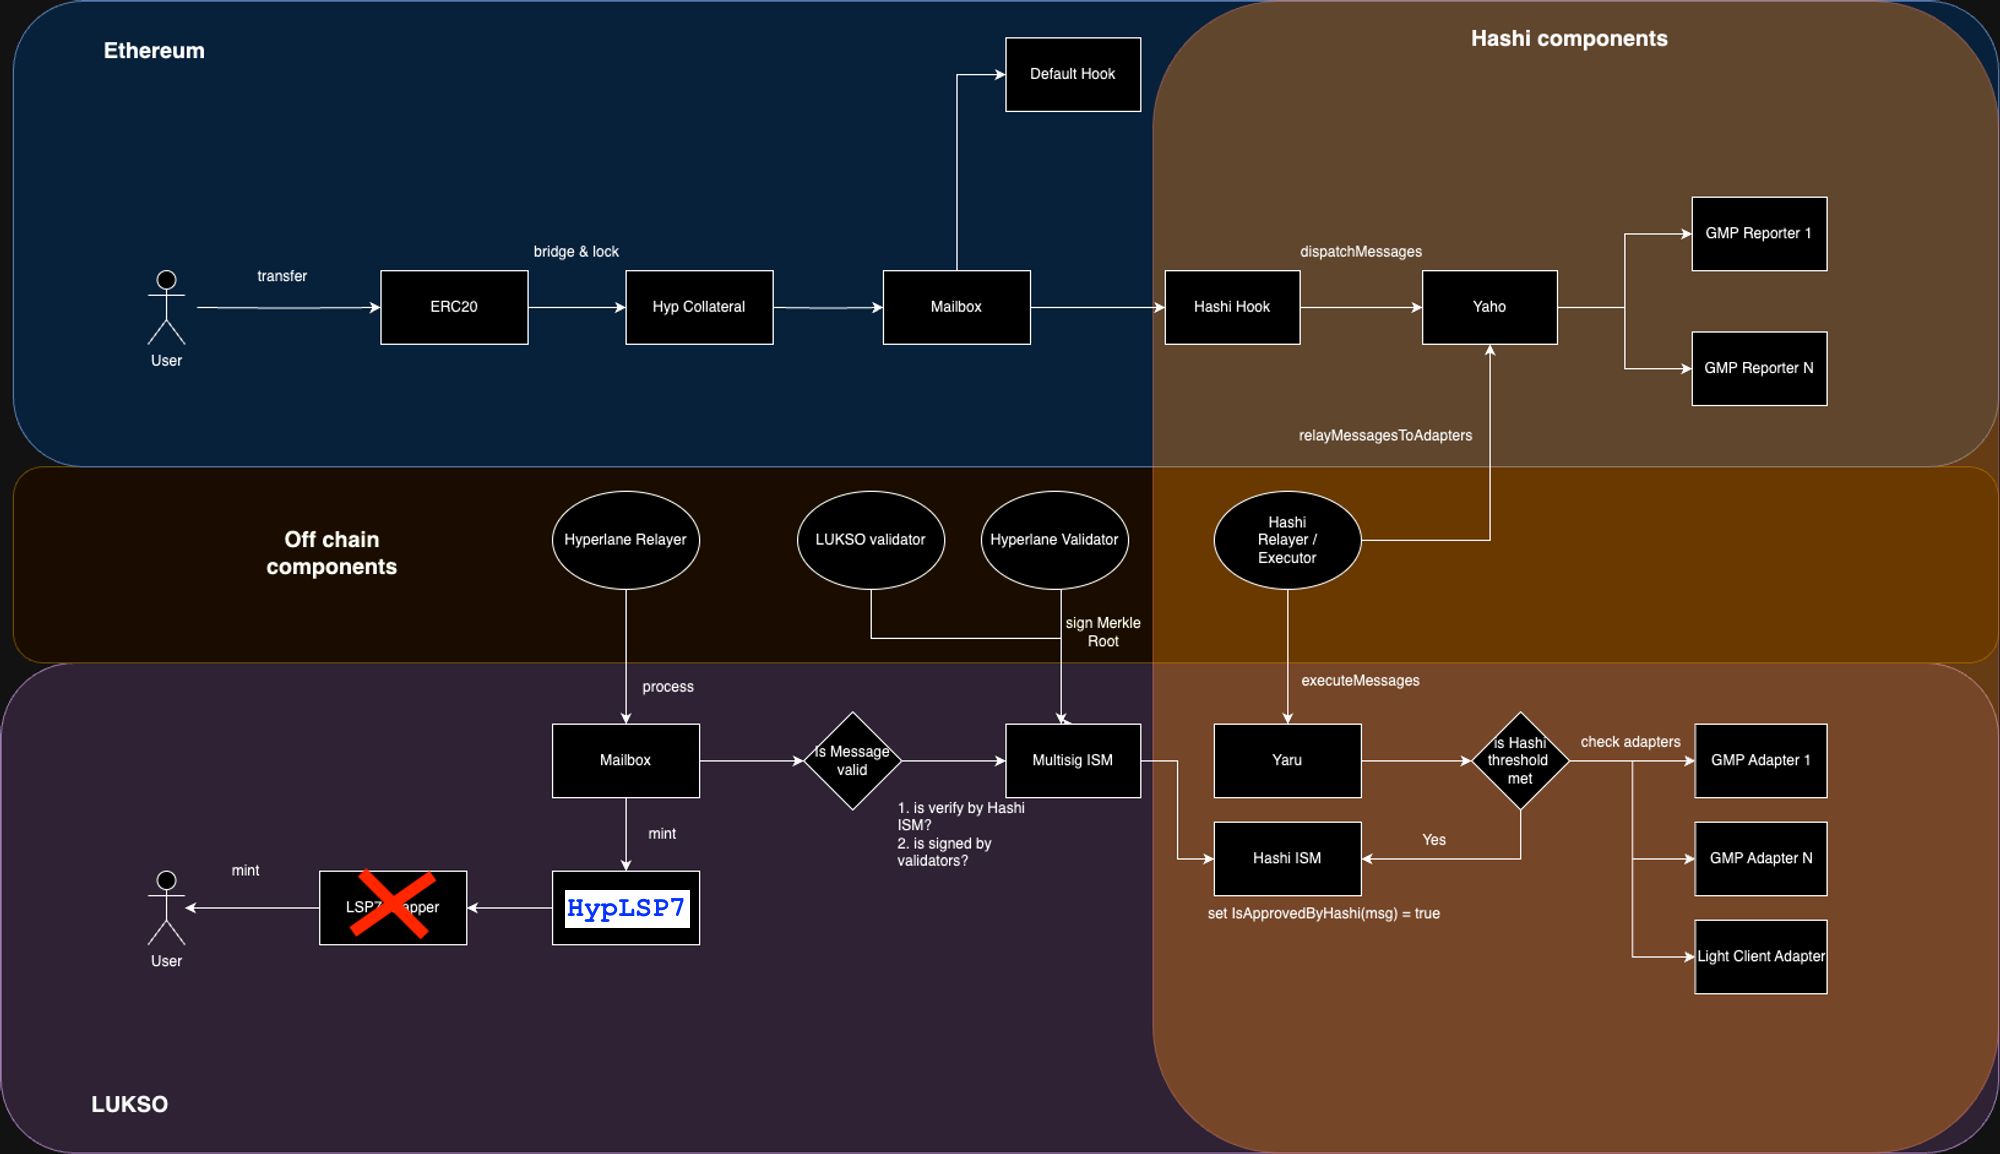 Ethereum
Hashi components
Default Hook
transfer
bridge & lock
dispatchMessages
GMP Reporter 1
User
ERC20
Hyp Collateral
Mailbox
Hashi Hook
Yaho
GMP Reporter N
relayMessagesToAdapters
Off chain
components
Hyperlane Relayer
LUKSO validator
Hyperlane Validator
Hashi
Relayer /
Executor
sign Merkle
Root
process
executeMessages
Mailbox
Is Message
valid
Multisig ISM
Yaru
is Hashi
threshold
met
check adapters
GMP Adapter 1
mint
1. is verify by Hashi
ISM?
2. is signed by
validators?
Hashi ISM
Yes
GMP Adapter N
set IsApprovedByHashi(msg) = true
mint
User
LSP7 apper
HypLSP7
Light Client Adapter
LUKSO